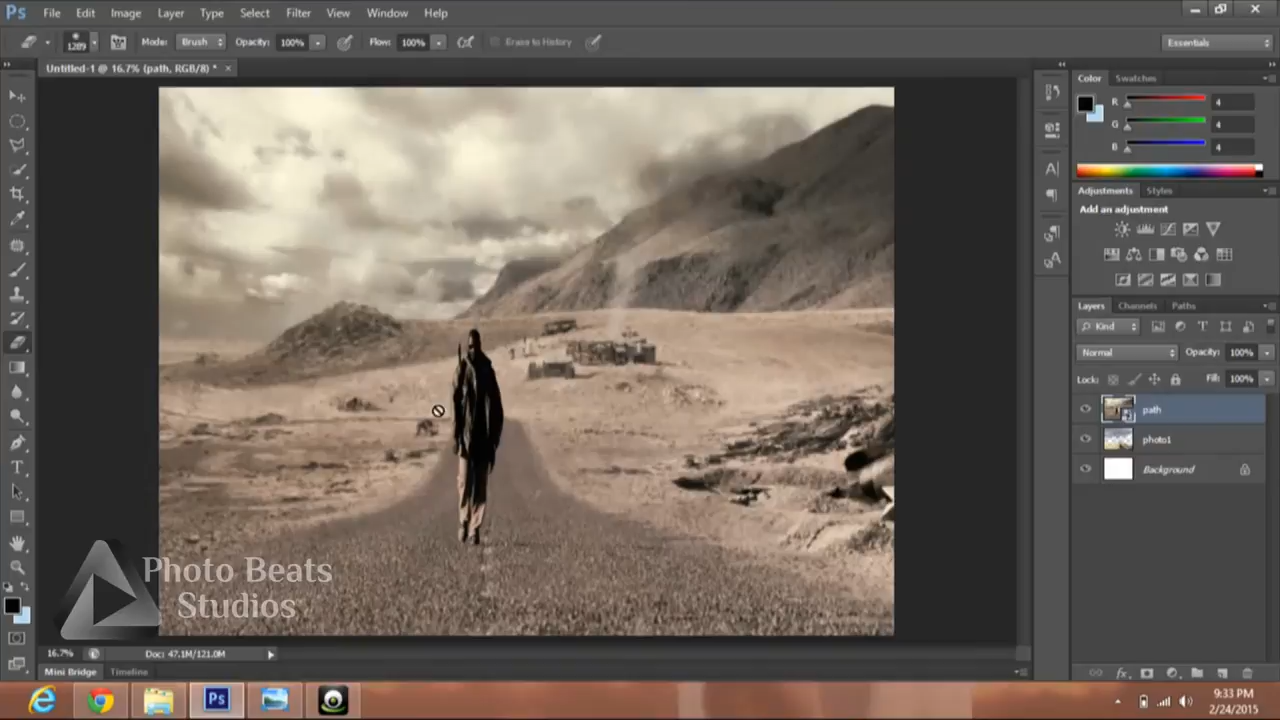 Ps File Edit Image Layer Type Select Filter View Window Help
1289 Mode: Brush Opacity: 100% Flow: 100% Erase to History Essentials
Untitled-1 @ 16.7% (path, RGB/8) * ×
Color Swatches
R 4
G 4
B 4
Adjustments Styles
Add an adjustment
Layers Channels Paths
Kind
Normal Opacity: 100%
Lock: Fill: 100%
path
photo1
Background
Photo Beats
Studios
16.7% Doc: 47.1M/121.0M
Mini Bridge Timeline
Ps 9:33 PM
2/24/2015